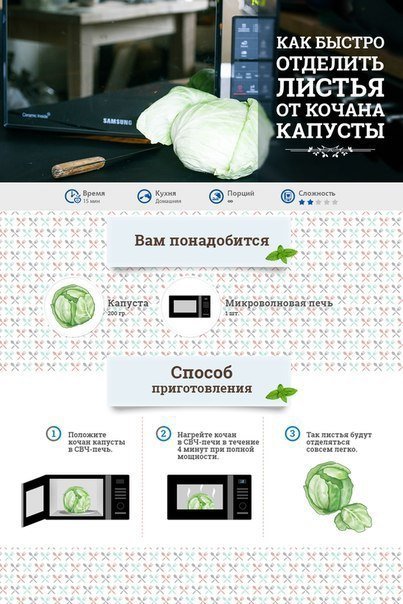 КАК БЫСТРО
ОТДЕЛИТЬ
ЛИСТЬЯ
ОТ КОЧАНА
КАПУСТЫ
SAMSUNG
Время
15 мин
Кухня
Домашняя
Порций
∞
Сложность
Вам понадобится
Капуста
200 гр.
Микроволновая печь
1 шт
Способ
приготовления
1
Положите
кочан капусты
в СВЧ-печь.
2
Нагрейте кочан
в СВЧ-печи в течение
4 минут при полной
мощности.
3
Так листья будут
отделяться
совсем легко.